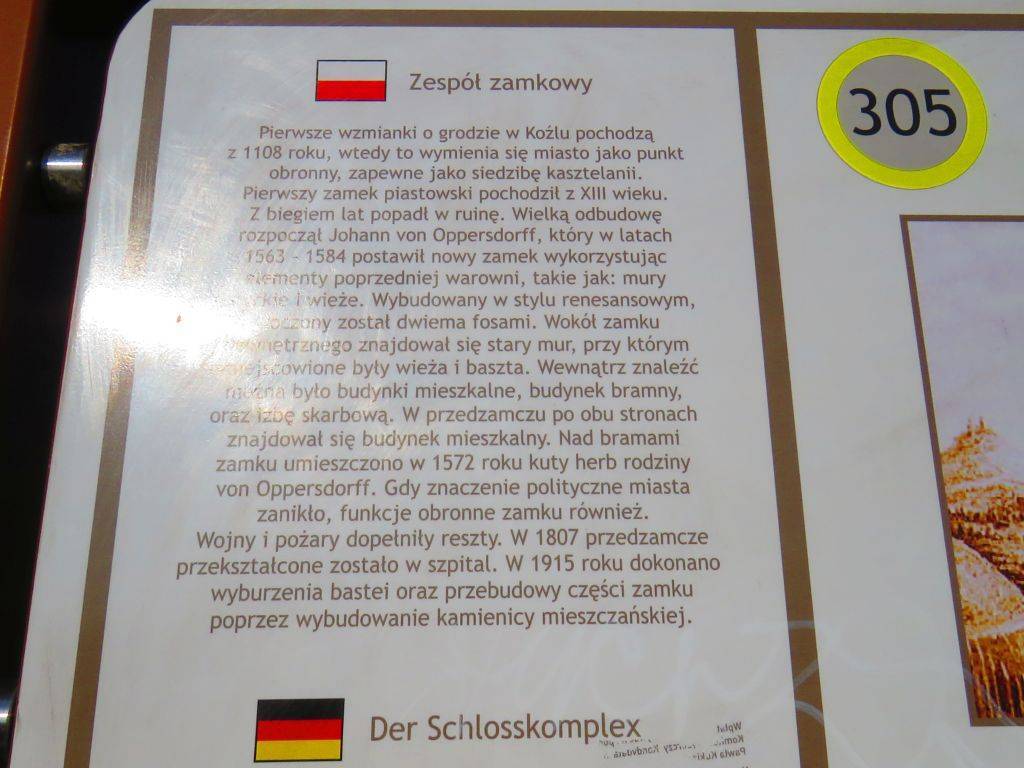 Zespół zamkowy
305
Pierwsze wzmianki o grodzie w Koźlu pochodzą
z 1108 roku, wtedy to wymienia się miasto jako punkt
obronny, zapewne jako siedzibę kasztelanii.
Pierwszy zamek piastowski pochodził z XIII wieku.
Z biegiem lat popadł w ruinę. Wielką odbudowę
rozpoczął Johann von Oppersdorff, który w latach
1563 - 1584 postawił nowy zamek wykorzystując
elementy poprzedniej warowni, takie jak: mury
i wieże. Wybudowany w stylu renesansowym,
został dwiema fosami. Wokół zamku
znajdował się stary mur, przy którym
były wieża i baszta. Wewnątrz znaleźć
można było budynki mieszkalne, budynek bramny,
oraz izbę skarbową. W przedzamczu po obu stronach
znajdował się budynek mieszkalny. Nad bramami
zamku umieszczono w 1572 roku kuty herb rodziny
von Oppersdorff. Gdy znaczenie polityczne miasta
zanikło, funkcje obronne zamku również.
Wojny i pożary dopełniły reszty. W 1807 przedzamcze
przekształcone zostało w szpital. W 1915 roku dokonano
wyburzenia bastei oraz przebudowy części zamku
poprzez wybudowanie kamienicy mieszczańskiej.
Der Schlosskomplex